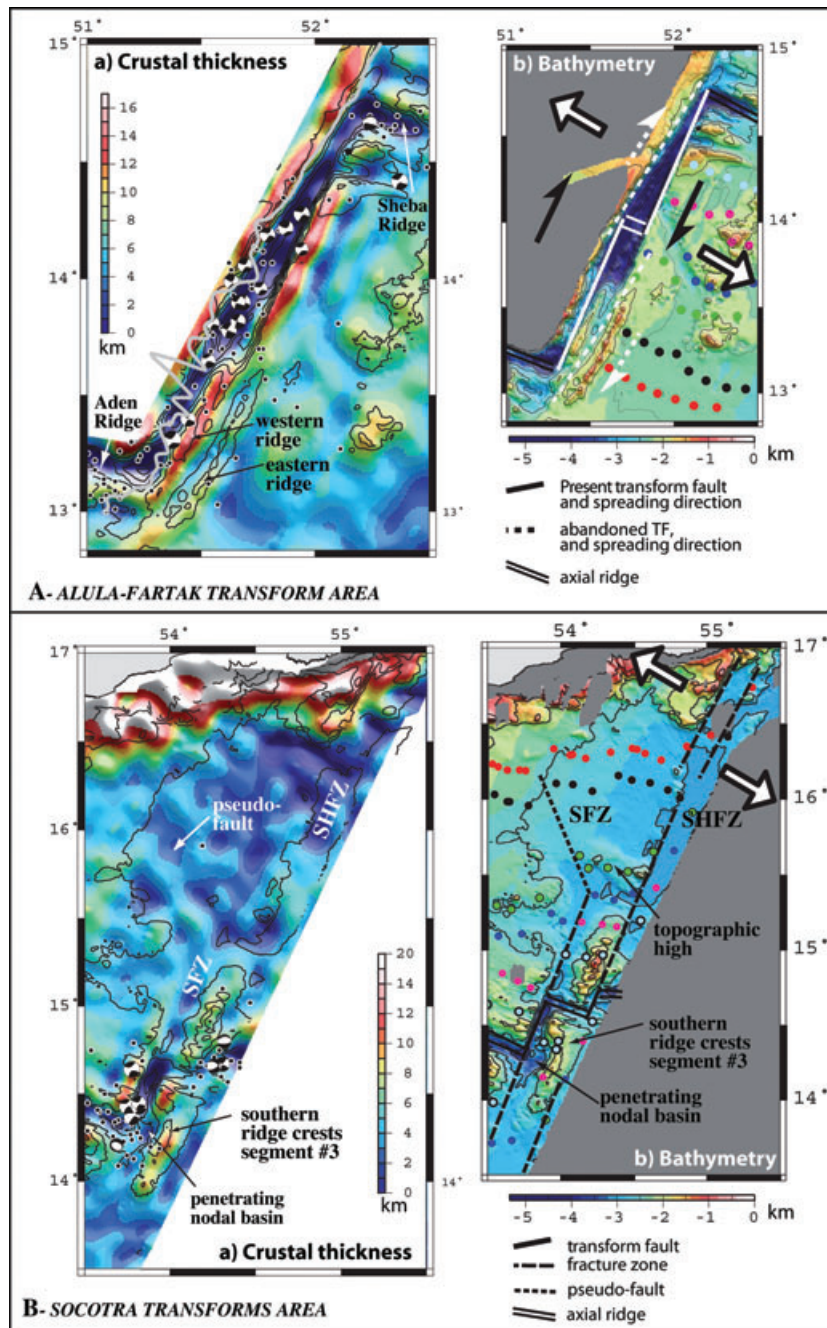 51˚ 52˚
15˚
a) Crustal thickness
16
14
12
10
8
6
4
2
0
km
Sheba
Ridge
14˚
14˚
Aden
Ridge
western
ridge
eastern
ridge
13˚
13˚
51˚ 52˚
15˚
b) Bathymetry
14˚
13˚
-5 -4 -3 -2 -1 0 km
Present transform fault
and spreading direction
abandoned TF,
and spreading direction
axial ridge
A- ALULA-FARTAK TRANSFORM AREA
54˚ 55˚
17˚
16˚
15˚
14˚
14˚
pseudo-
fault
SHFZ
SFZ
20
18
16
14
12
10
8
6
4
2
0
km
southern
ridge crests
segment #3
penetrating
nodal basin
a) Crustal thickness
54˚ 55˚
17˚
16˚
15˚
14˚
SFZ
SHFZ
topographic
high
southern
ridge crests
segment #3
penetrating
nodal basin
b) Bathymetry
-5 -4 -3 -2 -1 0 km
transform fault
fracture zone
pseudo-fault
axial ridge
B- SOCOTRA TRANSFORMS AREA